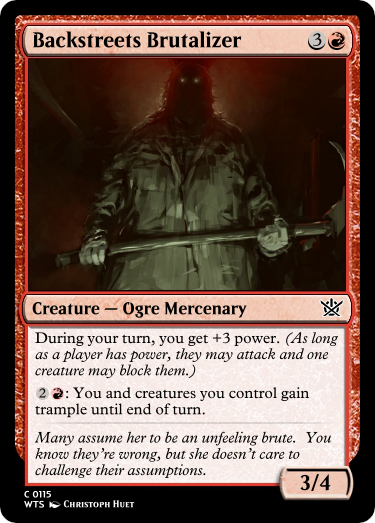 Backstreets Brutalizer 3
Creature — Ogre Mercenary
During your turn, you get +3 power. (As long
as a player has power, they may attack and one
creature may block them.)
2 : You and creatures you control gain
trample until end of turn.
Many assume her to be an unfeeling brute. You
know they're wrong, but she doesn't care to
challenge their assumptions.
3/4
C 0115
WTS Christoph Huet